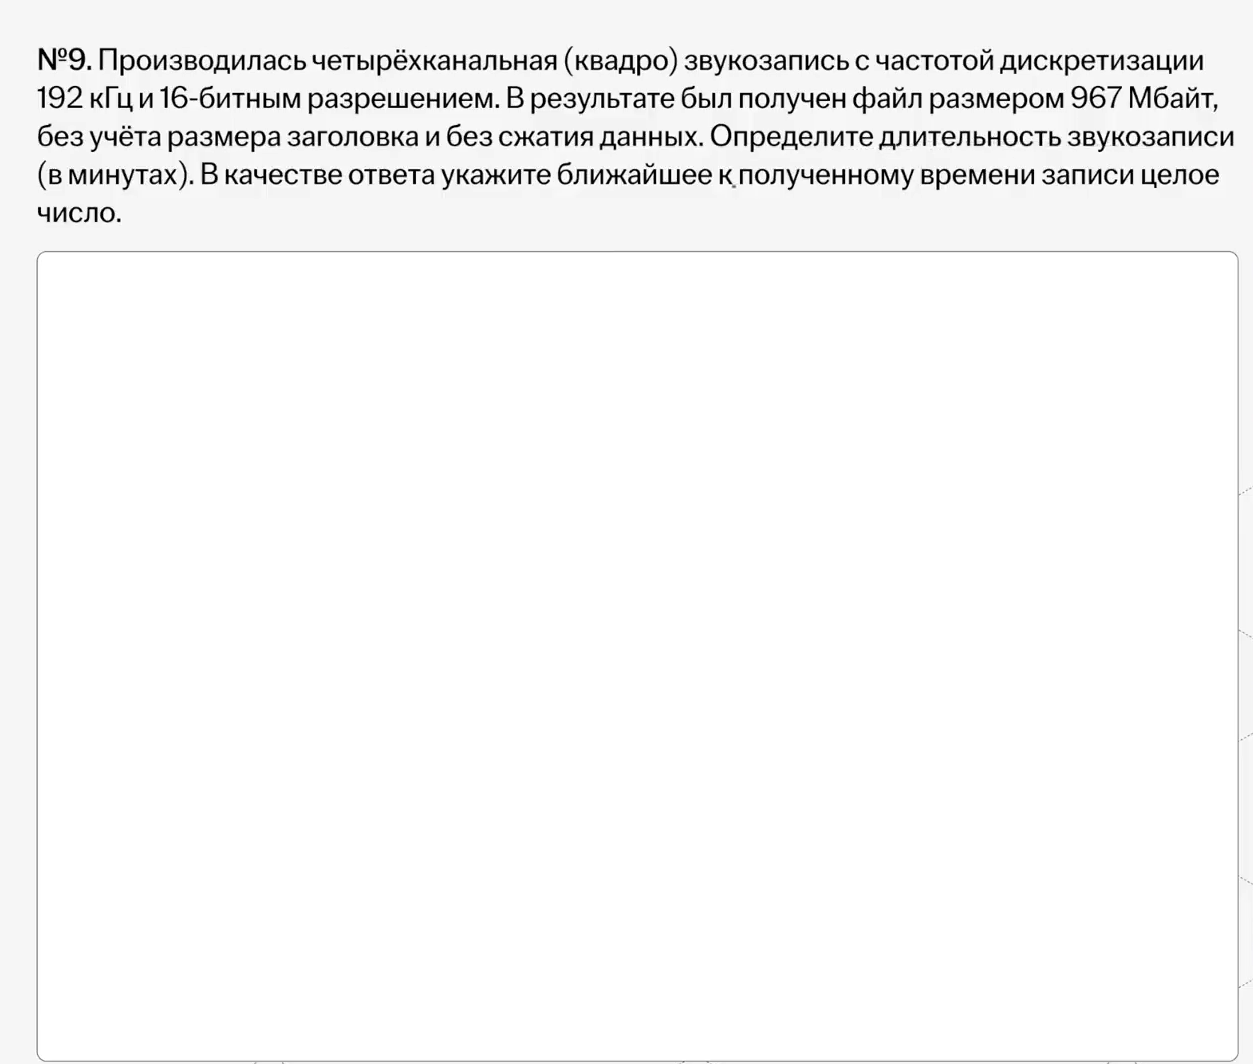 №9. Производилась четырёхканальная (квадро) звукозапись с частотой дискретизации
192 кГц и 16-битным разрешением. В результате был получен файл размером 967 Мбайт,
без учёта размера заголовка и без сжатия данных. Определите длительность звукозаписи
(в минутах). В качестве ответа укажите ближайшее к полученному времени записи целое
число.